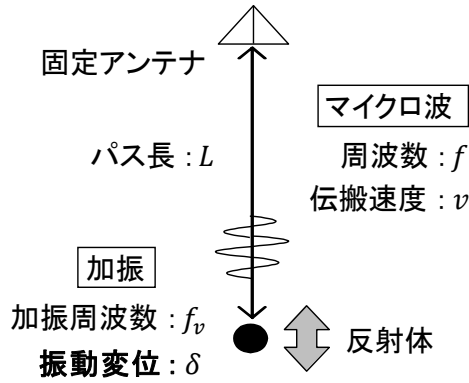 固定アンテナ
マイクロ波
パス長 : L
周波数 : f
伝搬速度 : v
加振
加振周波数 : f_v
振動変位 : δ
反射体